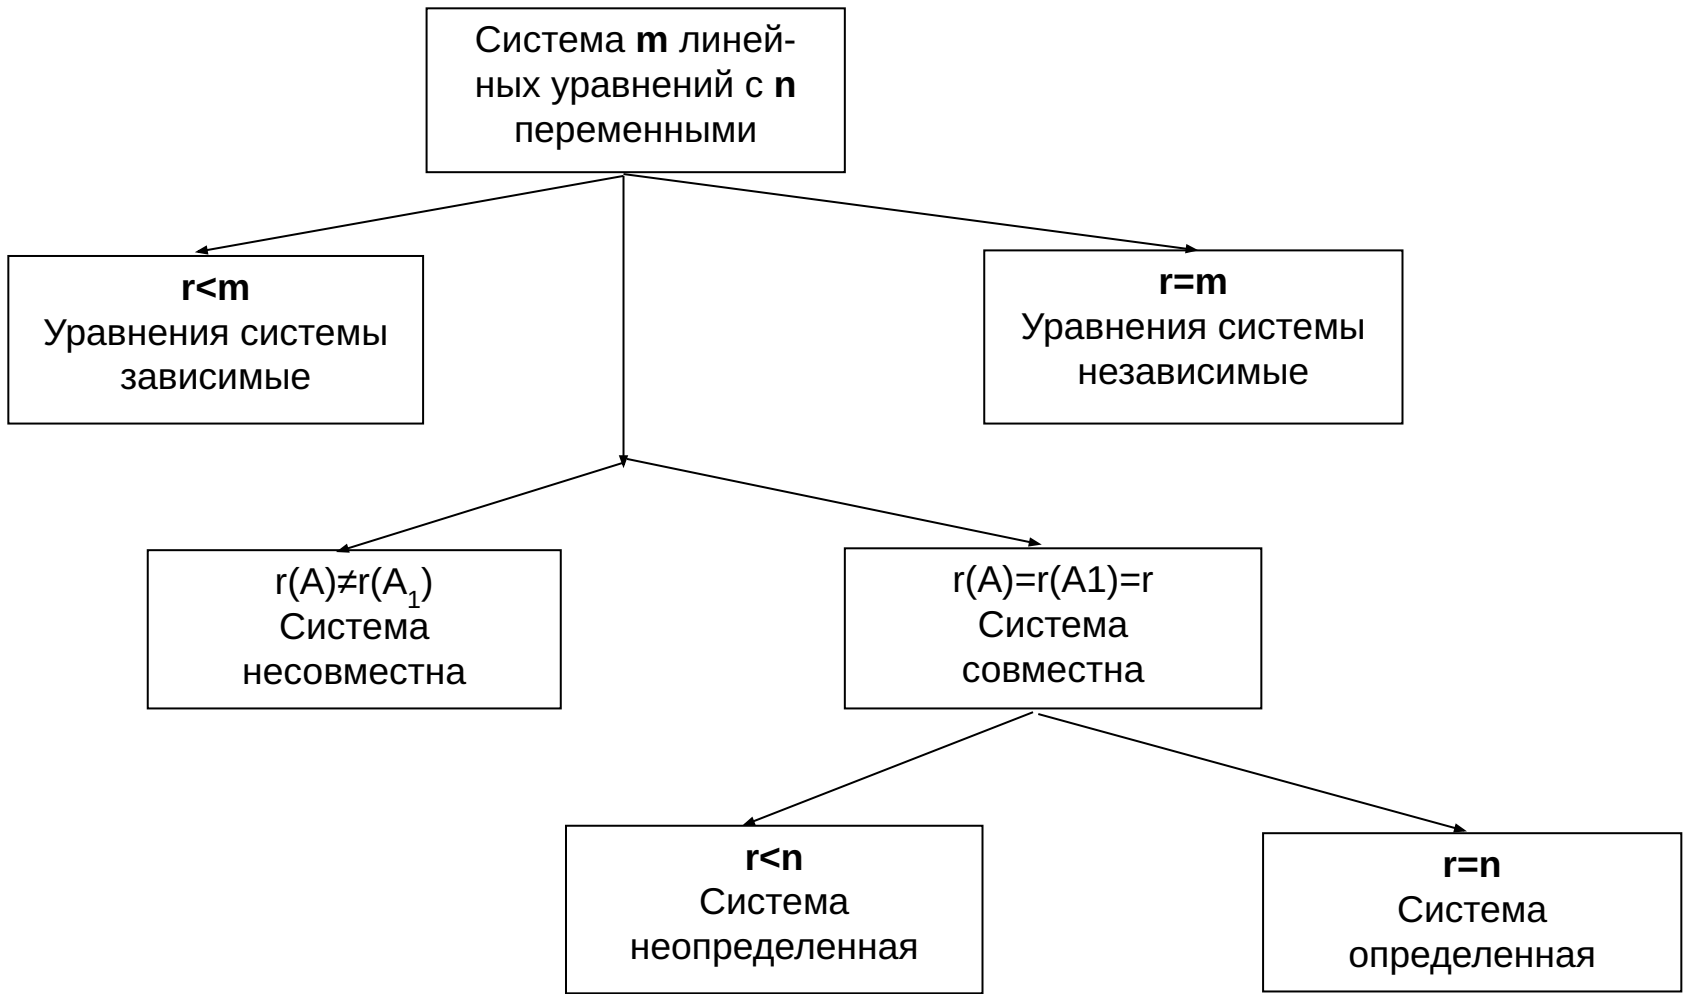 Система m линей-
ных уравнений с n
переменными
r<m
Уравнения системы
зависимые
r=m
Уравнения системы
независимые
r(A)≠r(A₁)
Система
несовместна
r(A)=r(A1)=r
Система
совместна
r<n
Система
неопределенная
r=n
Система
определенная